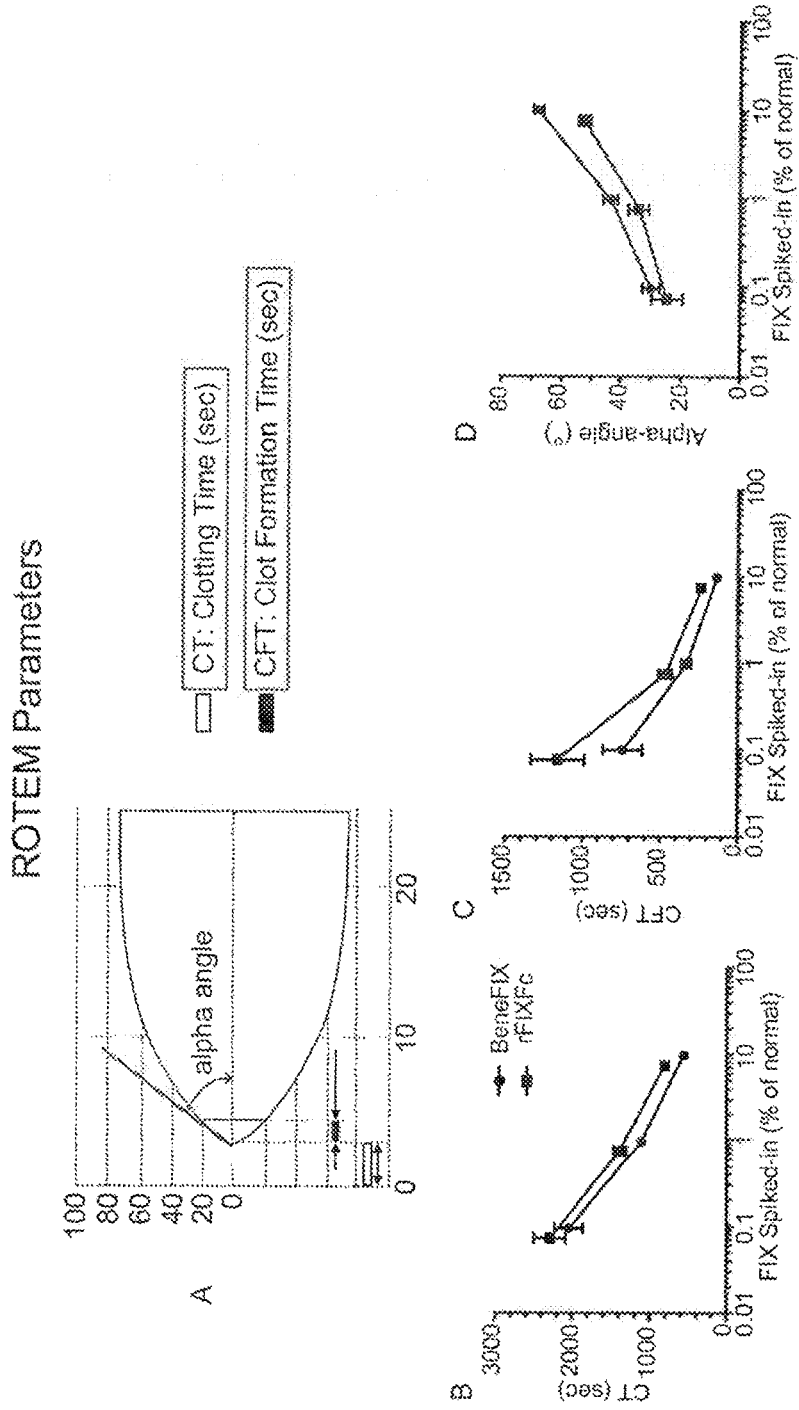 ROTEM Parameters
A
100
80
60
40
20
0
alpha angle
0
10
20
CT: Clotting Time (sec)
CFT: Clot Formation Time (sec)
B
CT (sec)
3000
2000
1000
0
0.01
0.1
1
10
100
FIX Spiked-in (% of normal)
BeneFIX
rFIXFc
C
CFT (sec)
1500
1000
500
0
0.01
0.1
1
10
100
FIX Spiked-in (% of normal)
D
Alpha-angle (°)
80
60
40
20
0
0.01
0.1
1
10
100
FIX Spiked-in (% of normal)